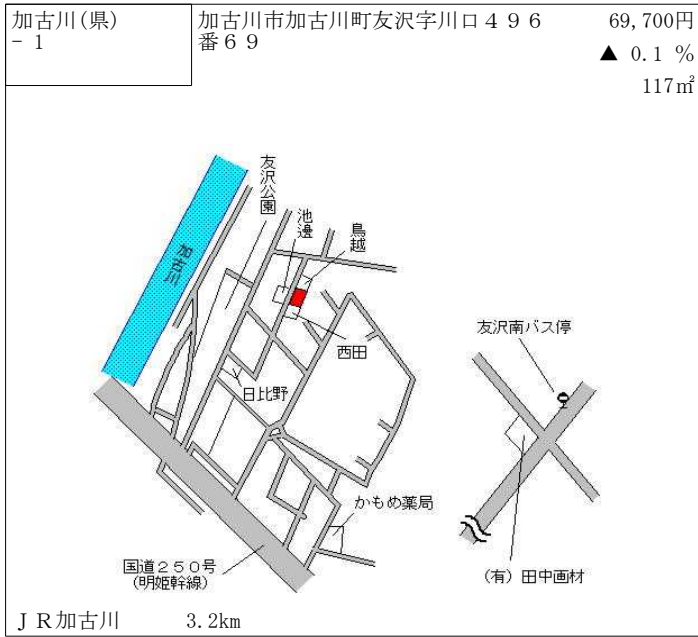 加古川(県)
- 1
加古川市加古川町友沢字川口４９６
番６９
69,700円
▲ 0.1 %
117㎡
友沢公園
池邊
鳥越
加古川
友沢南バス停
西田
日比野
かもめ薬局
国道２５０号
(明姫幹線)
(有) 田中画材
ＪＲ加古川 3.2km